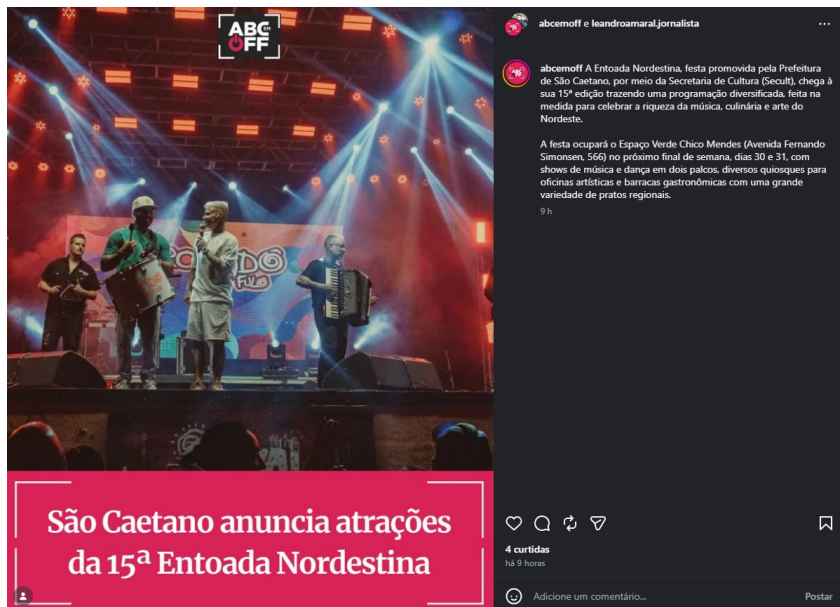 ABC EM
OFF
São Caetano anuncia atrações
da 15ª Entoada Nordestina
abcemoff e leandroamaral.jornalista
abcemoff A Entoada Nordestina, festa promovida pela Prefeitura
de São Caetano, por meio da Secretaria de Cultura (Secult), chega à
sua 15ª edição trazendo uma programação diversificada, feita na
medida para celebrar a riqueza da música, culinária e arte do
Nordeste.
A festa ocupará o Espaço Verde Chico Mendes (Avenida Fernando
Simonsen, 566) no próximo final de semana, dias 30 e 31, com
shows de música e dança em dois palcos, diversos quiosques para
oficinas artísticas e barracas gastronômicas com uma grande
variedade de pratos regionais.
9 h
4 curtidas
há 9 horas
Adicione um comentário...
Postar